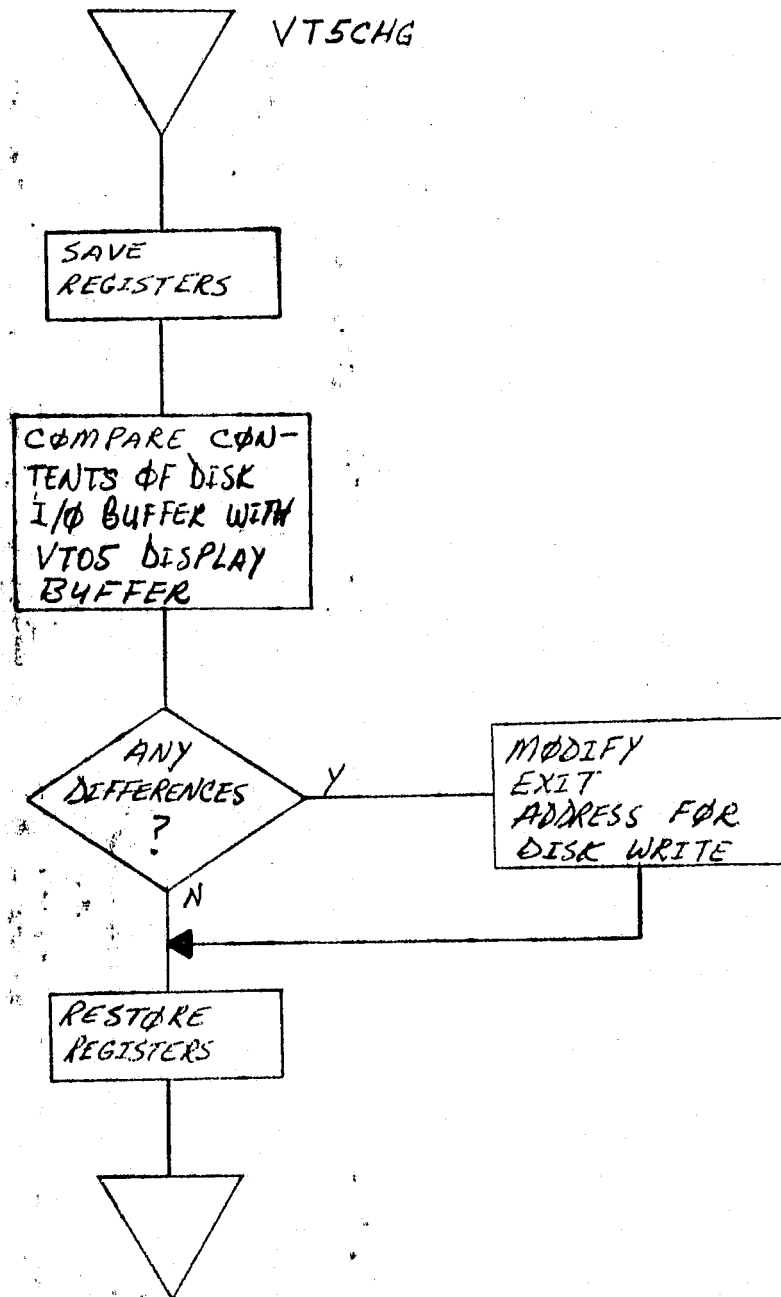 VT5CHG
SAVE
REGISTERS
CØMPARE CØN-
TENTS ØF DISK
I/Ø BUFFER WITH
VT05 DISPLAY
BUFFER
ANY
DIFFERENCES
?
Y
MØDIFY
EXIT
ADDRESS FØR
DISK WRITE
N
RESTØRE
REGISTERS